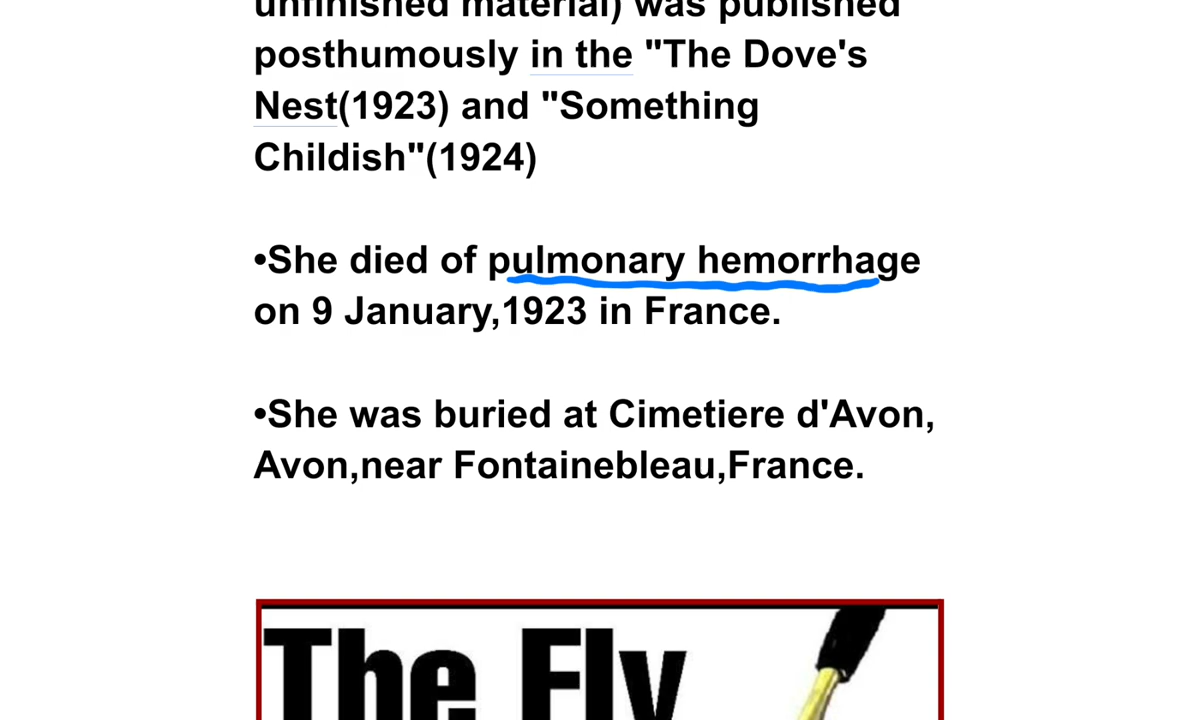 unfinished material) was published
posthumously in the "The Dove's
Nest(1923) and "Something
Childish"(1924)
•She died of pulmonary hemorrhage
on 9 January,1923 in France.
•She was buried at Cimetiere d'Avon,
Avon,near Fontainebleau,France.
The Fly